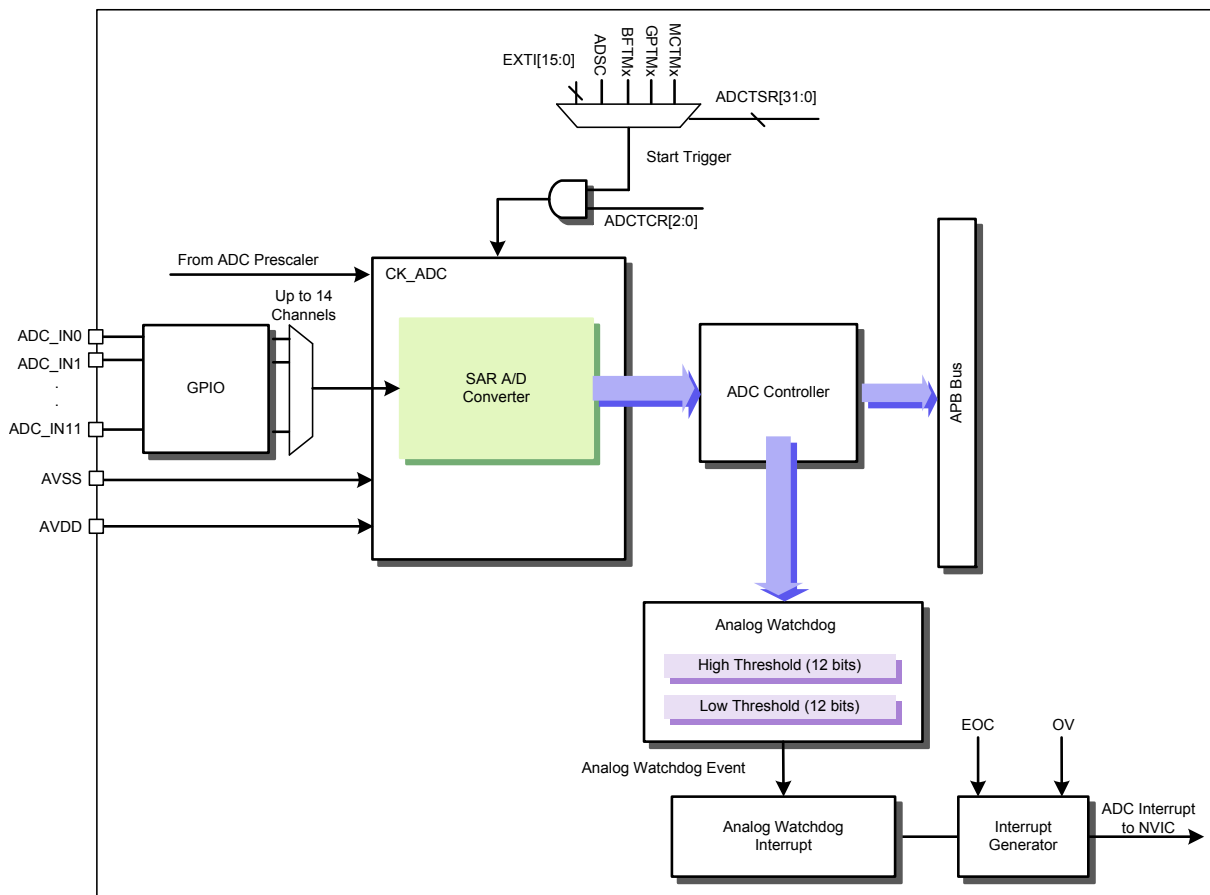 EXTI[15:0]
ADSC
BFTMx
GPTMx
MCTMx
ADCTSR[31:0]
Start Trigger
ADCTCR[2:0]
From ADC Prescaler
CK_ADC
Up to 14
Channels
ADC_IN0
ADC_IN1
.
.
ADC_IN11
GPIO
SAR A/D
Converter
ADC Controller
APB Bus
AVSS
AVDD
Analog Watchdog
High Threshold (12 bits)
Low Threshold (12 bits)
Analog Watchdog Event
EOC
OV
Analog Watchdog
Interrupt
Interrupt
Generator
ADC Interrupt
to NVIC